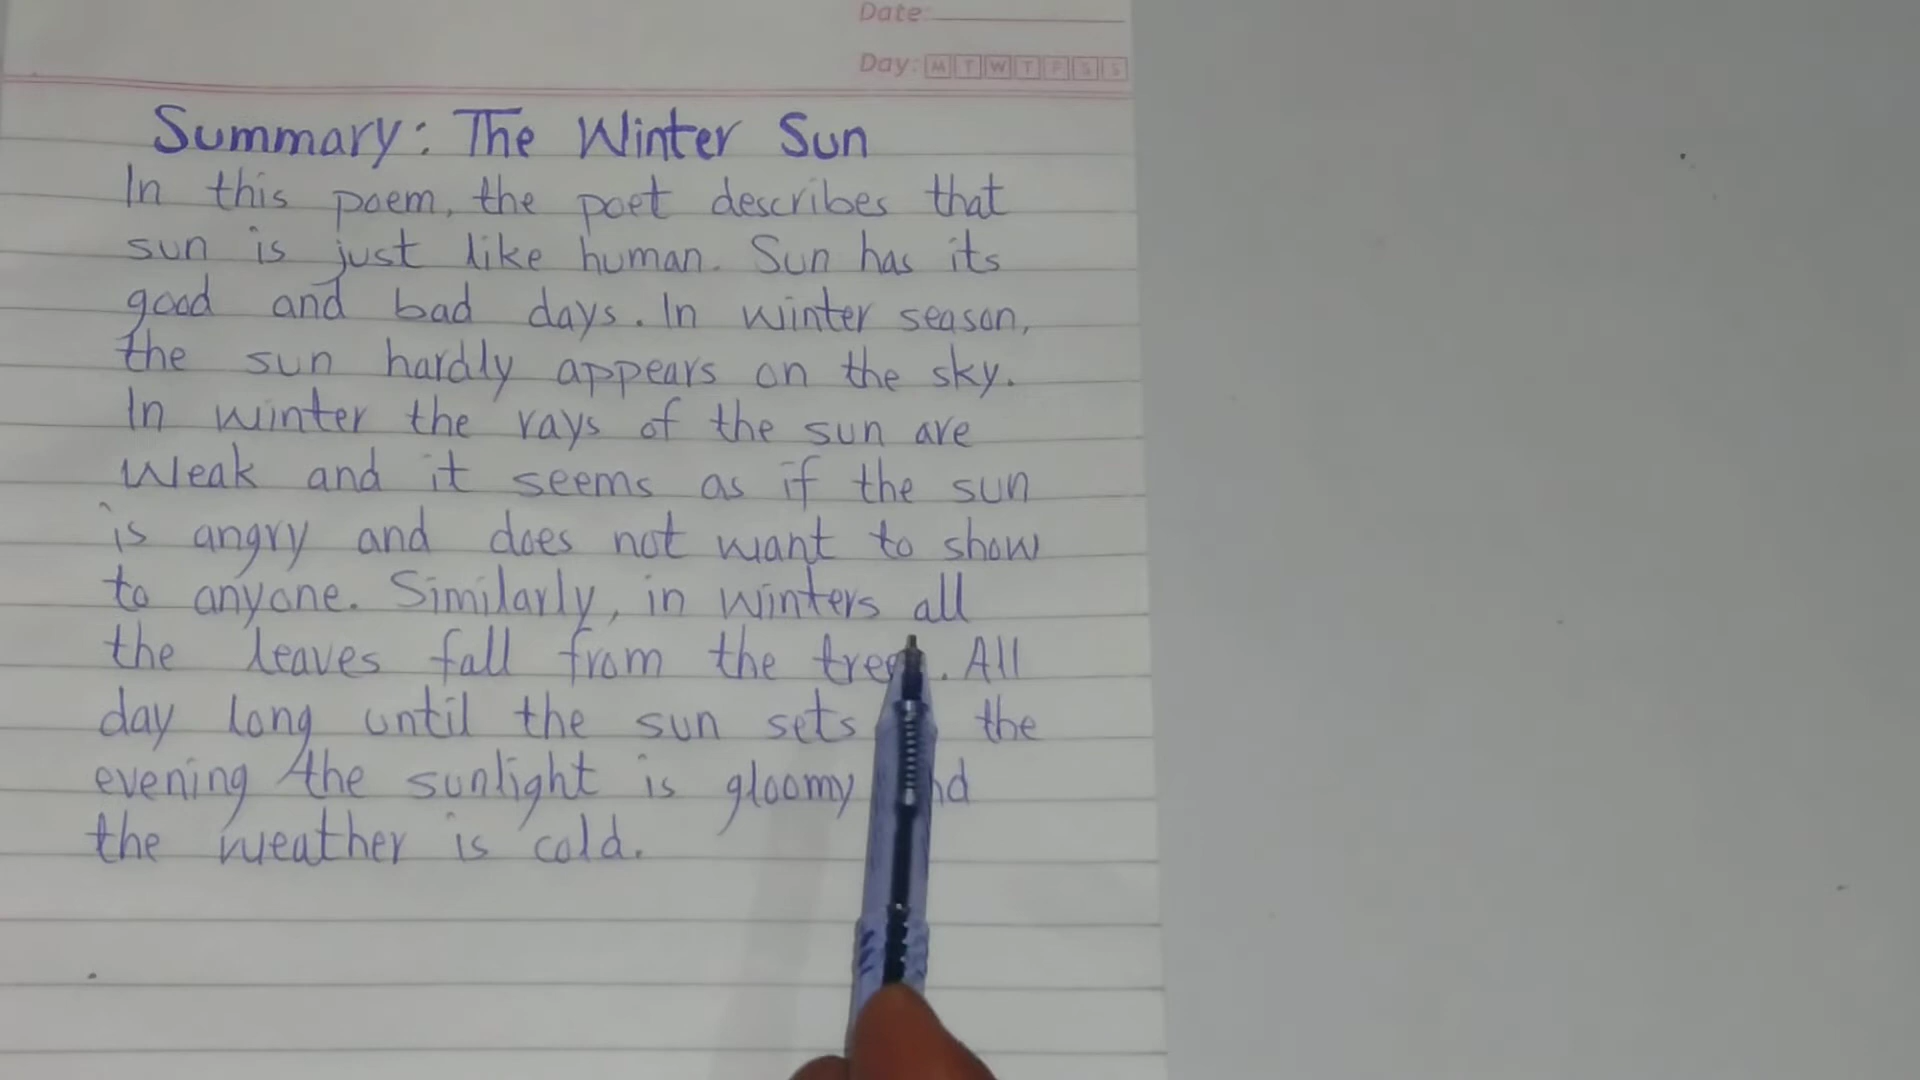 Date:
Day: M T W T F S S
Summary: The Winter Sun
In this poem, the poet describes that
sun is just like human. Sun has its
good and bad days. In winter season,
the sun hardly appears on the sky.
In winter the rays of the sun are
Weak and it seems as if the sun
is angry and does not want to show
to anyone. Similarly, in winters all
the leaves fall from the . All
day long until the sun sets the
evening the sunlight is gloomy
the weather is cold.